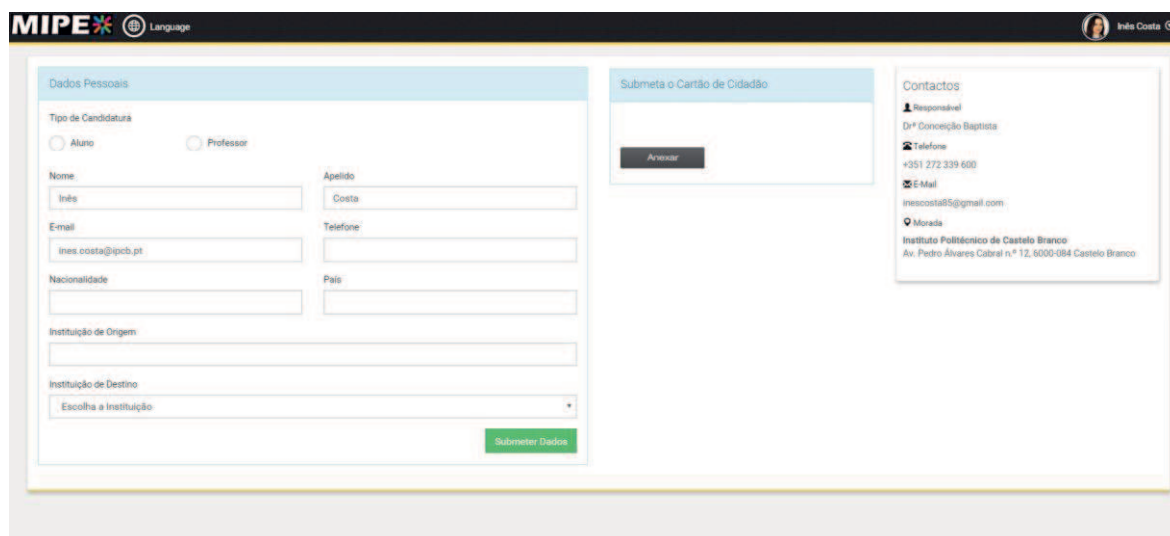 MIPE Language Inês Costa
Dados Pessoais
Tipo de Candidatura
Aluno Professor
Nome Apelido
Inês Costa
E-mail Telefone
ines.costa@ipcb.pt
Nacionalidade País
Instituição de Origem
Instituição de Destino
Escolha a Instituição
Submeter Dados
Submeta o Cartão de Cidadão
Anexar
Contactos
Responsável
Drª Conceição Baptista
Telefone
+351 272 339 600
E-Mail
inescosta85@gmail.com
Morada
Instituto Politécnico de Castelo Branco
Av. Pedro Álvares Cabral n.º 12, 6000-084 Castelo Branco